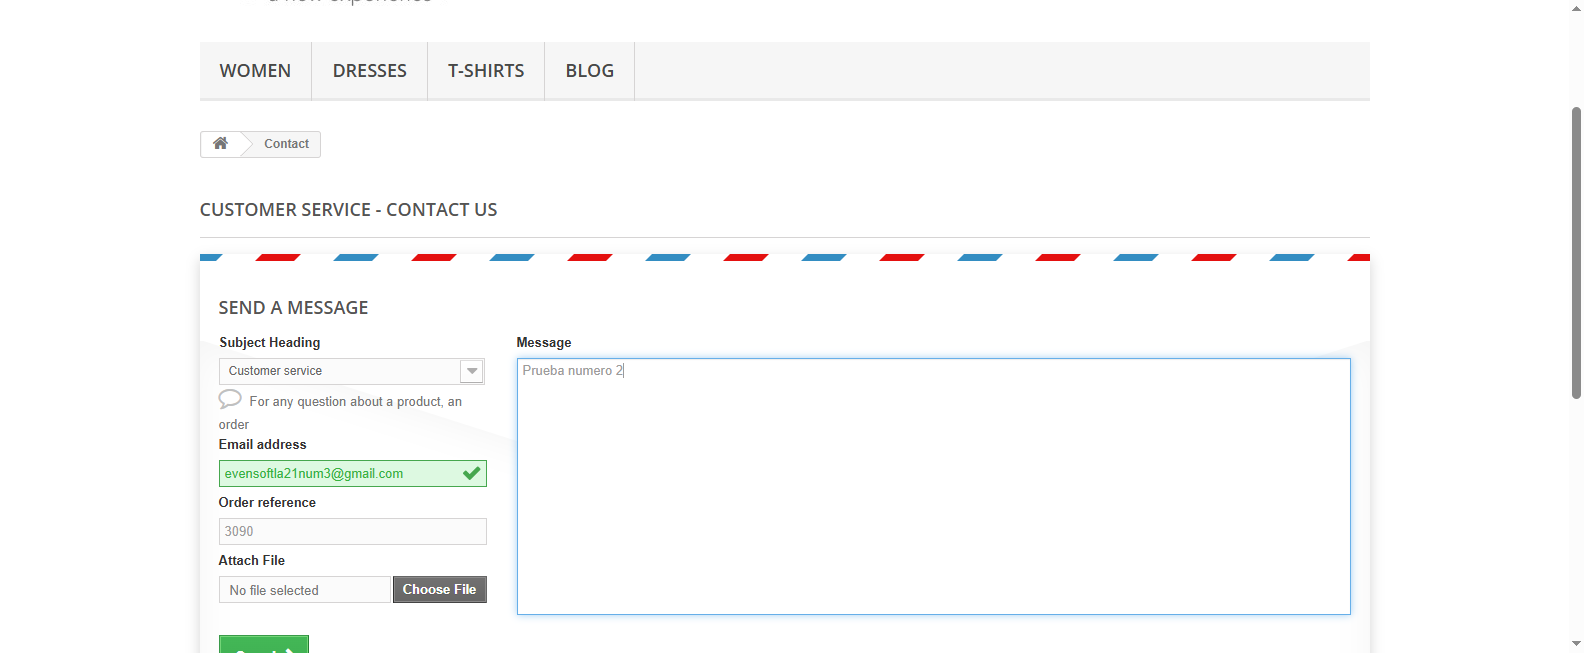 a new experience
WOMEN
DRESSES
T-SHIRTS
BLOG
Contact
CUSTOMER SERVICE - CONTACT US
SEND A MESSAGE
Subject Heading
Customer service
For any question about a product, an
order
Email address
evensoftla21num3@gmail.com
Order reference
3090
Attach File
No file selected
Choose File
Message
Prueba numero 2